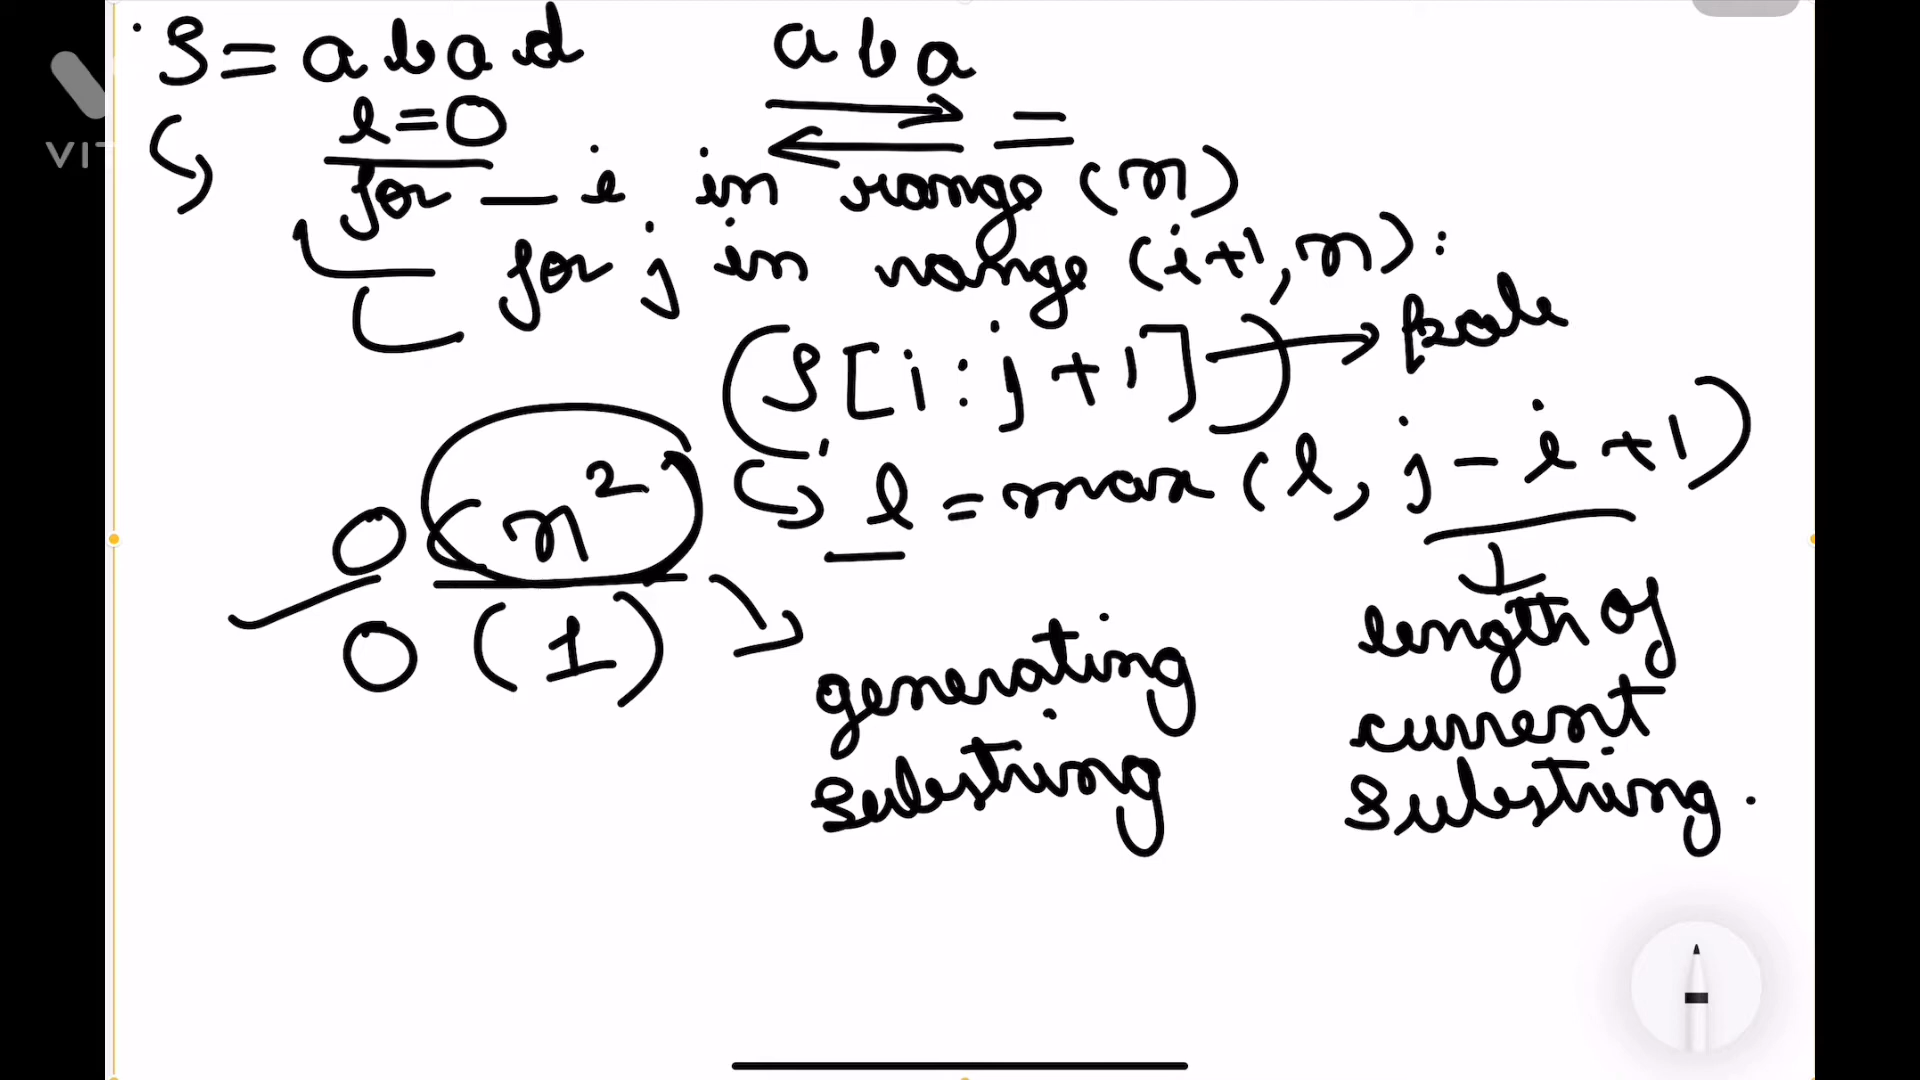 S = abad aba
l = 0 =
for _ i in range (n)
for j in range (i+1, n):
(S[i:j+1]) → pale
l = max (l, j - i + 1)
O (n²)
O (1)
generating
substring
length of
current
substring.
VIT